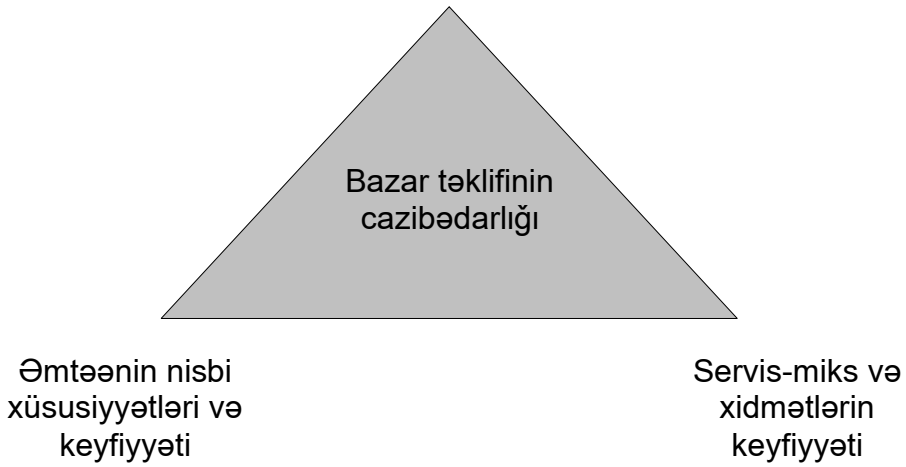 Bazar təklifinin
cazibədarlığı
Əmtəənin nisbi
xüsusiyyətləri və
keyfiyyəti
Servis-miks və
xidmətlərin
keyfiyyəti